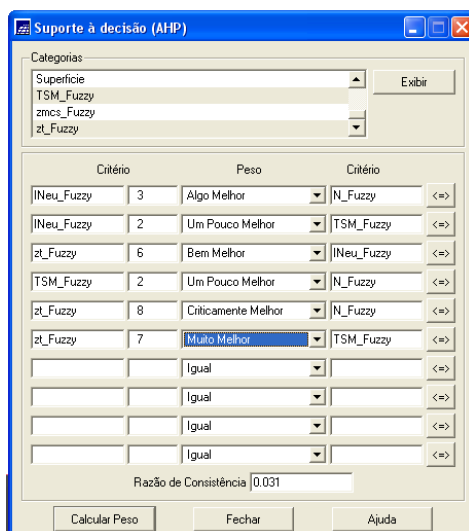 Suporte à decisão (AHP)
Categorias
Superficie
TSM_Fuzzy
zmcs_Fuzzy
zt_Fuzzy
Exibir
Critério Peso Critério
INeu_Fuzzy 3 Algo Melhor N_Fuzzy <=>
INeu_Fuzzy 2 Um Pouco Melhor TSM_Fuzzy <=>
zt_Fuzzy 6 Bem Melhor INeu_Fuzzy <=>
TSM_Fuzzy 2 Um Pouco Melhor N_Fuzzy <=>
zt_Fuzzy 8 Criticamente Melhor N_Fuzzy <=>
zt_Fuzzy 7 Muito Melhor TSM_Fuzzy <=>
Igual <=>
Igual <=>
Igual <=>
Igual <=>
Razão de Consistência 0.031
Calcular Peso Fechar Ajuda